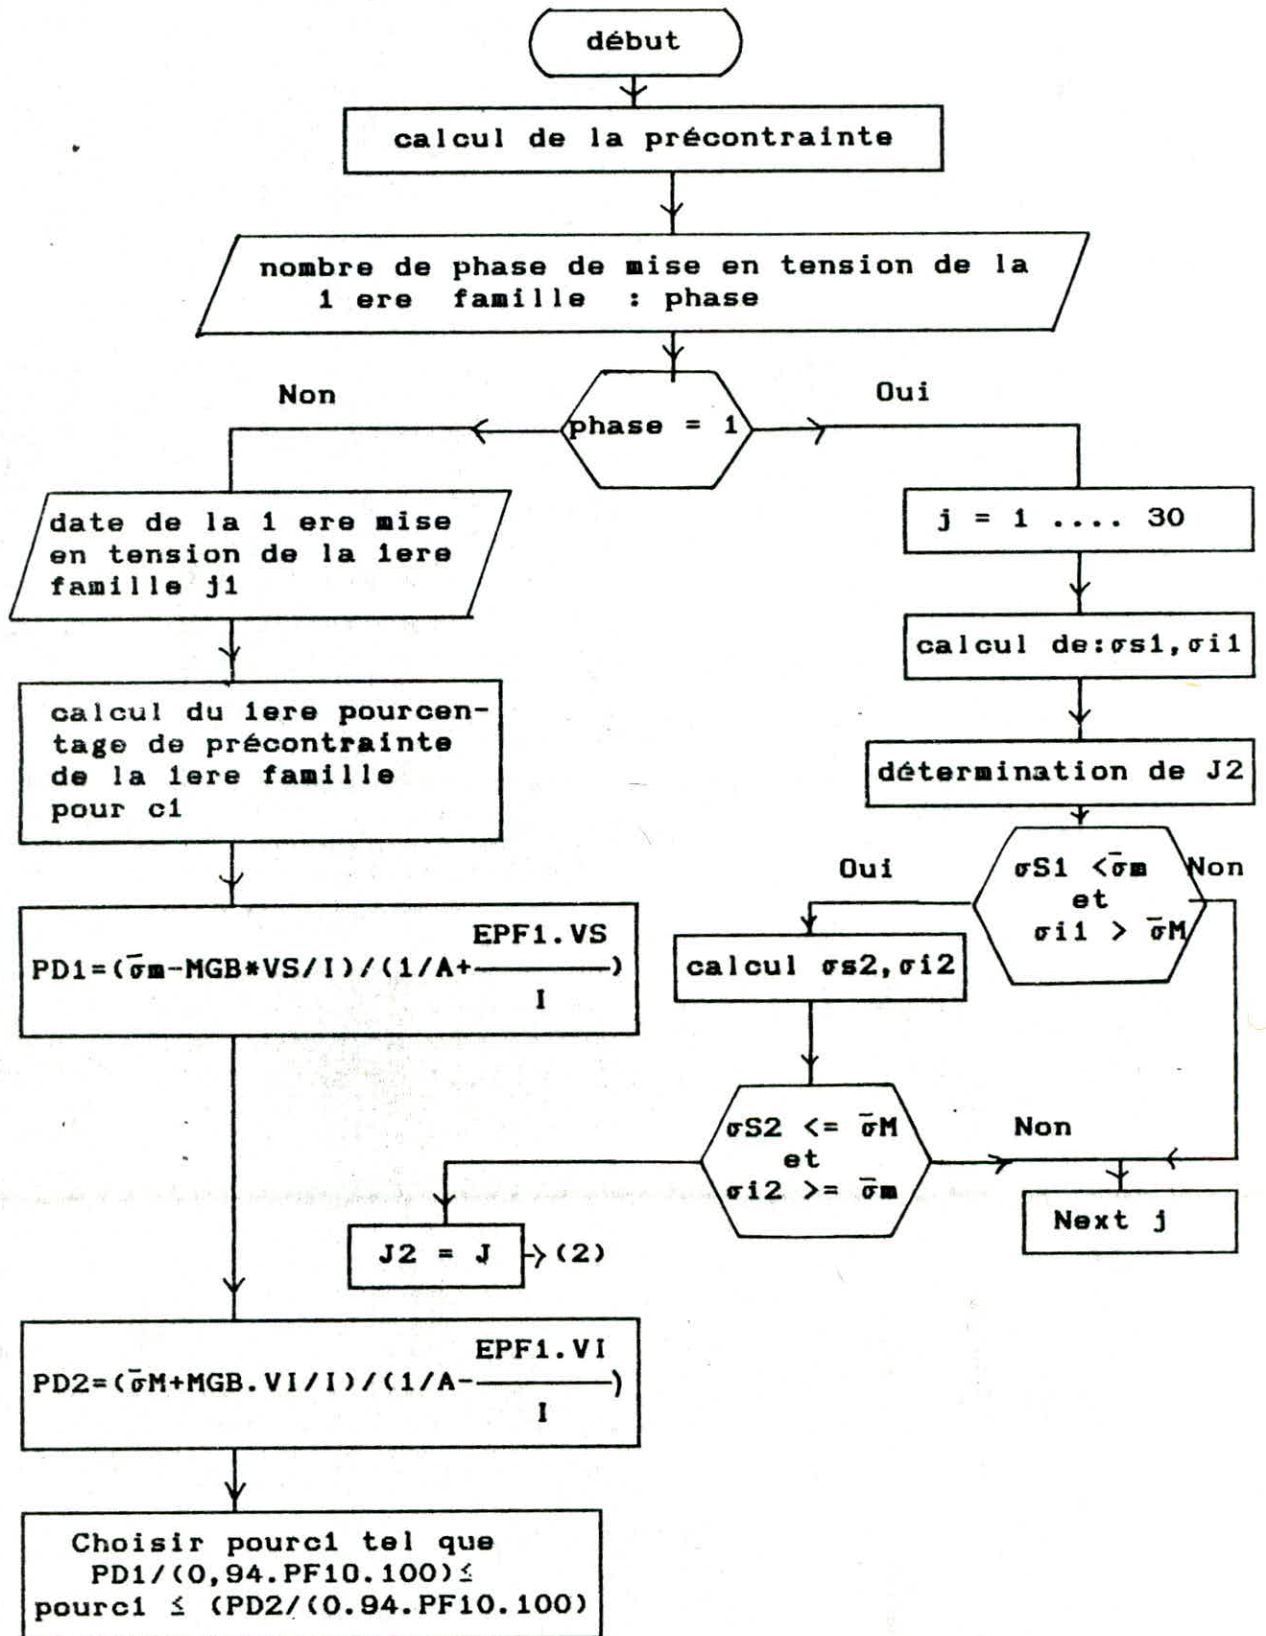 début
calcul de la précontrainte
nombre de phase de mise en tension de la
1 ere famille : phase
Non
phase = 1
Oui
date de la 1 ere mise
en tension de la 1ere
famille j1
j = 1 .... 30
calcul de:σs1,σi1
calcul du 1ere pourcen-
tage de précontrainte
de la 1ere famille
pour c1
détermination de J2
Oui
σS1 <σ̅m
et
σi1 > σ̅M
Non
calcul σs2,σi2
EPF1.VS
PD1=(σ̅m-MGB*VS/I)/(1/A+———)
I
σS2 <= σ̅M
et
σi2 >= σ̅m
Non
Next j
J2 = J
(2)
EPF1.VI
PD2=(σ̅M+MGB.VI/I)/(1/A-———)
I
Choisir pourc1 tel que
PD1/(0,94.PF10.100)≤
pourc1 ≤ (PD2/(0.94.PF10.100)